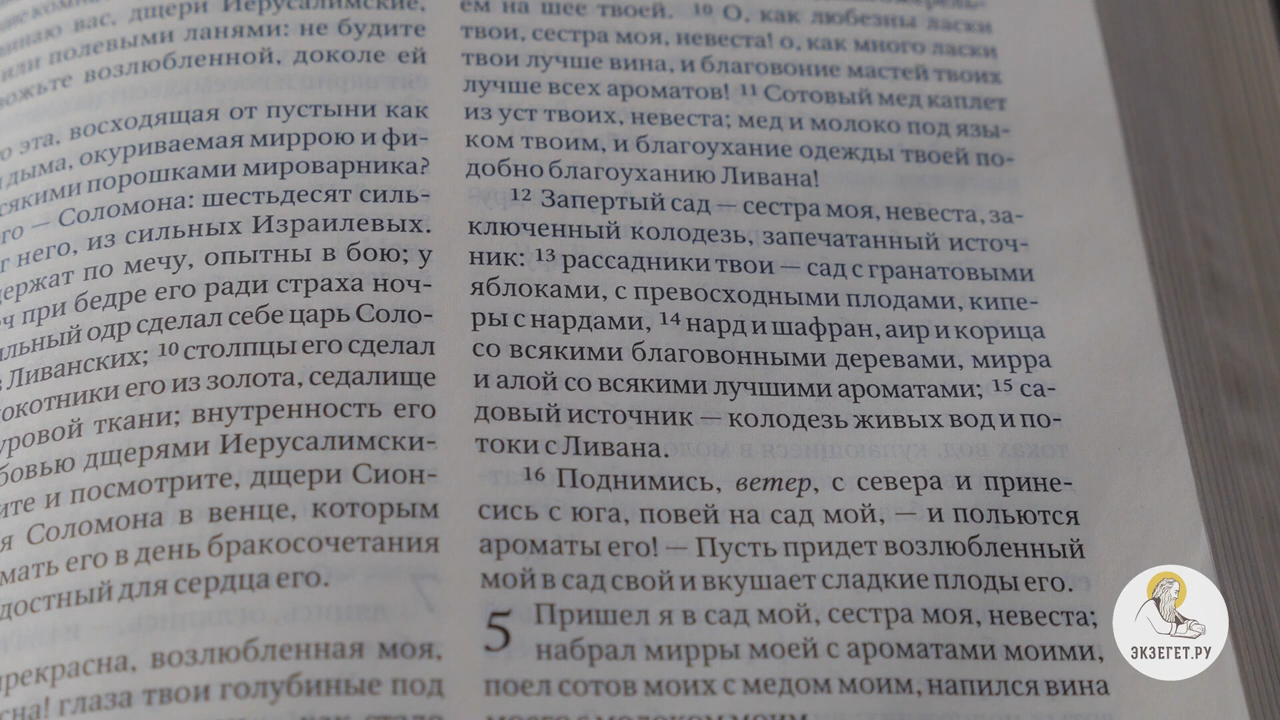 вас, дщери Иерусалимские,
или полевыми ланями: не будите
возлюбленной, доколе ей
эта, восходящая от пустыни как
дыма, окуриваемая миррою и фи-
порошками мироварника?
— Соломона: шестьдесят силь-
него, из сильных Израилевых.
по мечу, опытны в бою; у
при бедре его ради страха ноч-
одр сделал себе царь Соло-
Ливанских; 10 столпцы его сделал
его из золота, седалище
ткани; внутренность его
дщерями Иерусалимски-
и посмотрите, дщери Сион-
Соломона в венце, которым
мать его в день бракосочетания
для сердца его.
возлюбленная моя,
глаза твои голубиные под
ем на шее твоей. 10 О, как любезны ласки
твои, сестра моя, невеста! о, как много ласки
твои лучше вина, и благовоние мастей твоих
лучше всех ароматов! 11 Сотовый мед каплет
из уст твоих, невеста; мед и молоко под язы-
ком твоим, и благоухание одежды твоей по-
добно благоуханию Ливана!
12 Запертый сад — сестра моя, невеста, за-
ключенный колодезь, запечатанный источ-
ник: 13 рассадники твои — сад с гранатовыми
яблоками, с превосходными плодами, кипе-
ры с нардами, 14 нард и шафран, аир и корица
со всякими благовонными деревами, мирра
и алой со всякими лучшими ароматами; 15 са-
довый источник — колодезь живых вод и по-
токи с Ливана.
16 Поднимись, ветер, с севера и прине-
сись с юга, повей на сад мой, — и польются
ароматы его! — Пусть придет возлюбленный
мой в сад свой и вкушает сладкие плоды его.
5 Пришел я в сад мой, сестра моя, невеста;
набрал мирры моей с ароматами моими,
поел сотов моих с медом моим, напился вина
ЭКЗЕГЕТ.РУ